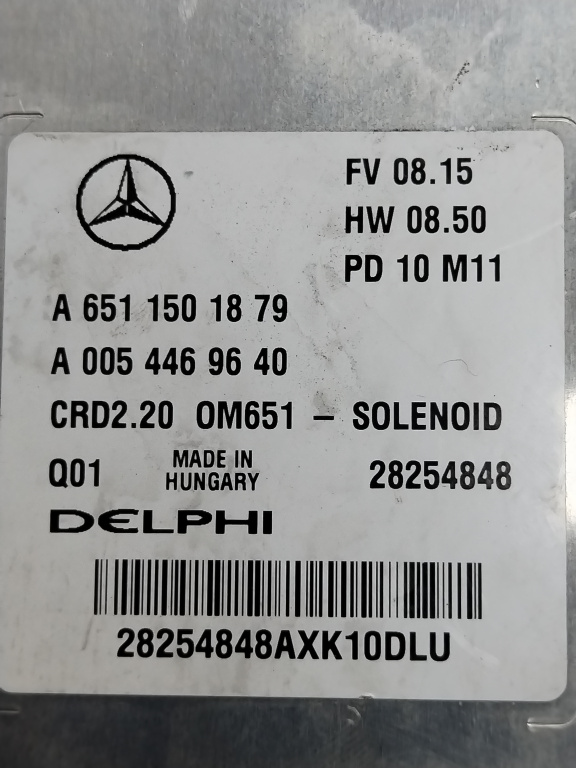 FV 08.15
HW 08.50
PD 10 M11
A 651 150 18 79
A 005 446 96 40
CRD2.20 OM651 – SOLENOID
Q01 MADE IN HUNGARY 28254848
DELPHI
28254848AXK10DLU